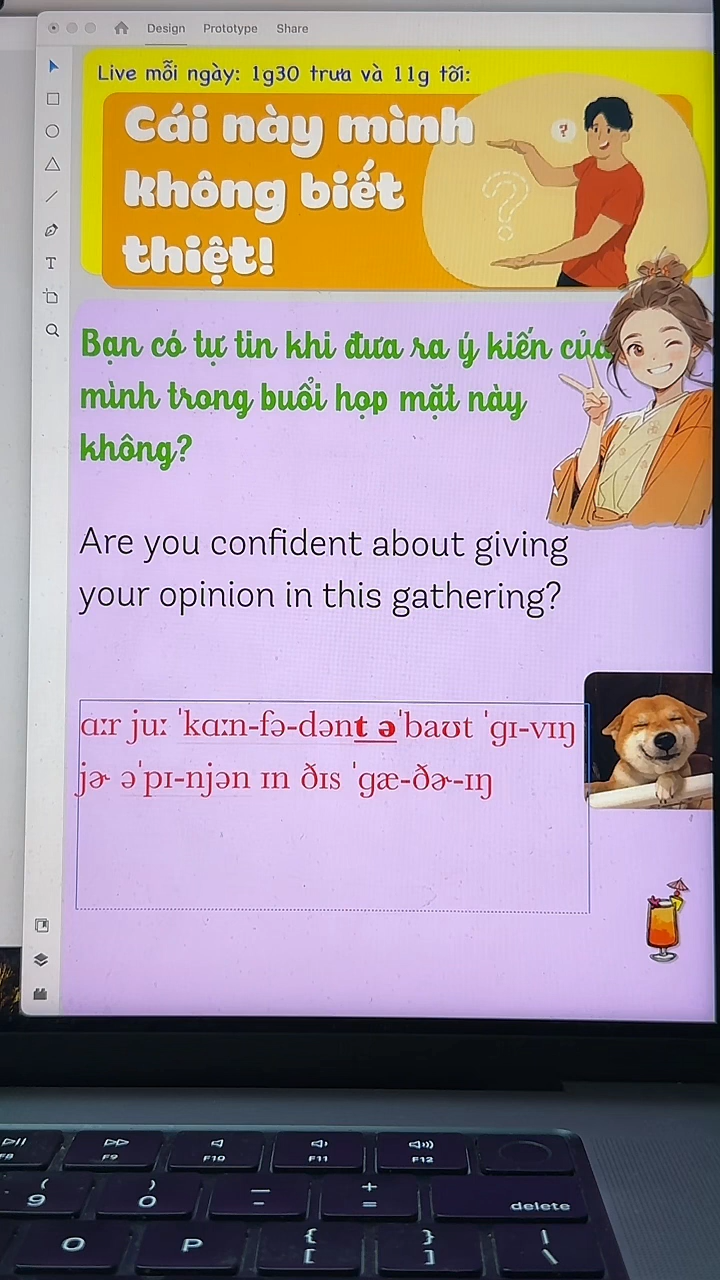 Design Prototype Share
Live mỗi ngày: 1g30 trưa và 11g tối:
Cái này mình
không biết
thiệt!
?
Bạn có tự tin khi đưa ra ý kiến của
mình trong buổi họp mặt này
không?
Are you confident about giving
your opinion in this gathering?
ɑːr juː ˈkɑːn-fə-dənt əˈbaʊt ˈgɪ-vɪŋ
jɚ əˈpɪ-njən ɪn ðɪs ˈgæ-ðɚ-ɪŋ
T
F8 F9 F10 F11 F12
( ) — +
9 0 - = delete
{ } |
O P [ ] \